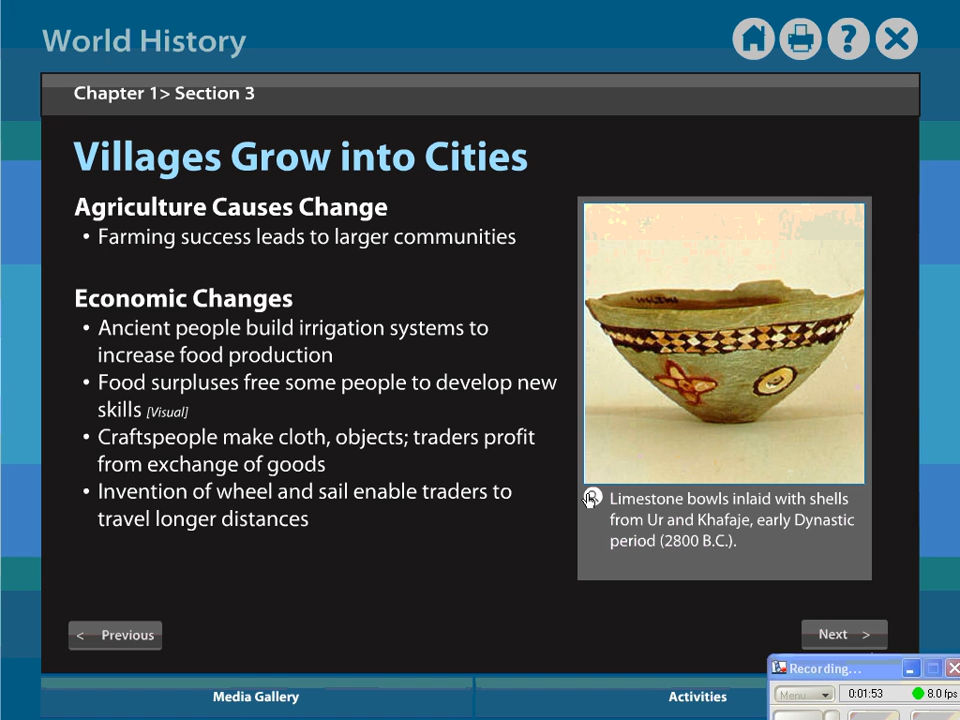 World History
?
Chapter 1> Section 3
Villages Grow into Cities
Agriculture Causes Change
• Farming success leads to larger communities
Economic Changes
• Ancient people build irrigation systems to
increase food production
• Food surpluses free some people to develop new
skills [Visual]
• Craftspeople make cloth, objects; traders profit
from exchange of goods
• Invention of wheel and sail enable traders to
travel longer distances
Limestone bowls inlaid with shells
from Ur and Khafaje, early Dynastic
period (2800 B.C.).
< Previous
Next >
Recording...
Menu
0:01:53
8.0 fps
Media Gallery
Activities